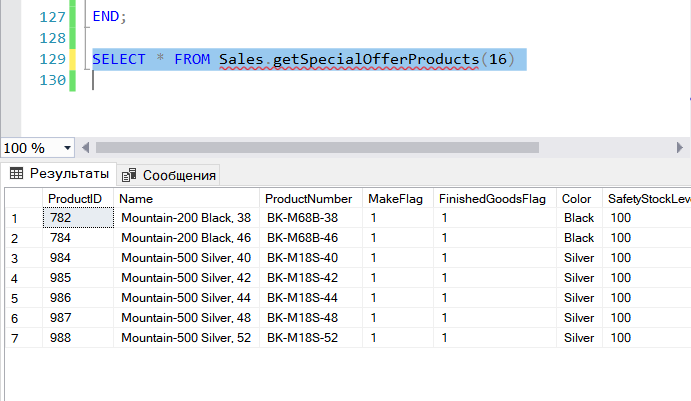 127 END;
128
129 SELECT * FROM Sales.getSpecialOfferProducts(16)
130
100 %
Результаты Сообщения
ProductID Name ProductNumber MakeFlag FinishedGoodsFlag Color SafetyStockLeve
1 782 Mountain-200 Black, 38 BK-M68B-38 1 1 Black 100
2 784 Mountain-200 Black, 46 BK-M68B-46 1 1 Black 100
3 984 Mountain-500 Silver, 40 BK-M18S-40 1 1 Silver 100
4 985 Mountain-500 Silver, 42 BK-M18S-42 1 1 Silver 100
5 986 Mountain-500 Silver, 44 BK-M18S-44 1 1 Silver 100
6 987 Mountain-500 Silver, 48 BK-M18S-48 1 1 Silver 100
7 988 Mountain-500 Silver, 52 BK-M18S-52 1 1 Silver 100